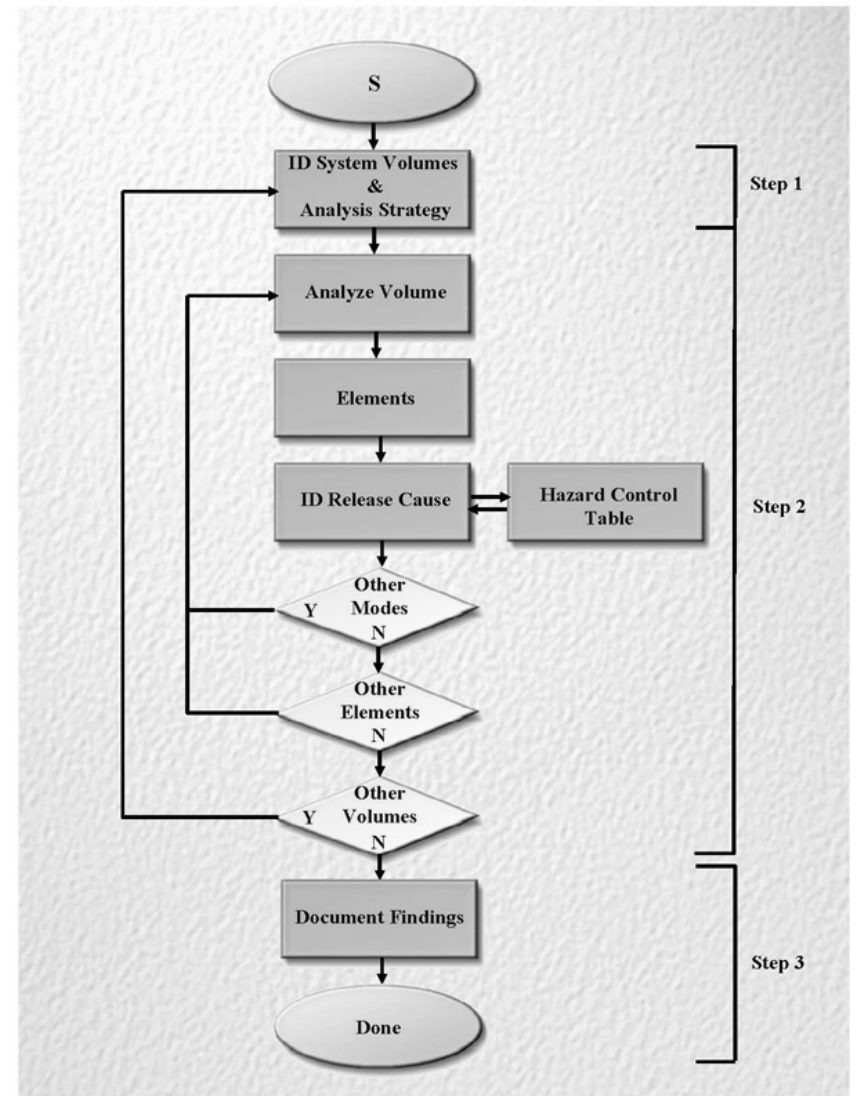 S
ID System Volumes
&
Analysis Strategy
Step 1
Analyze Volume
Elements
ID Release Cause
Hazard Control
Table
Step 2
Other
Modes
Y
N
Other
Elements
N
Other
Volumes
Y
N
Document Findings
Step 3
Done